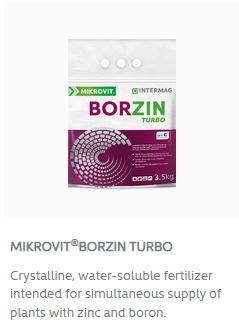 MIKROVIT® INTERMAG
BORZIN
TURBO
3.5kg
MIKROVIT®BORZIN TURBO
Crystalline, water-soluble fertilizer
intended for simultaneous supply of
plants with zinc and boron.